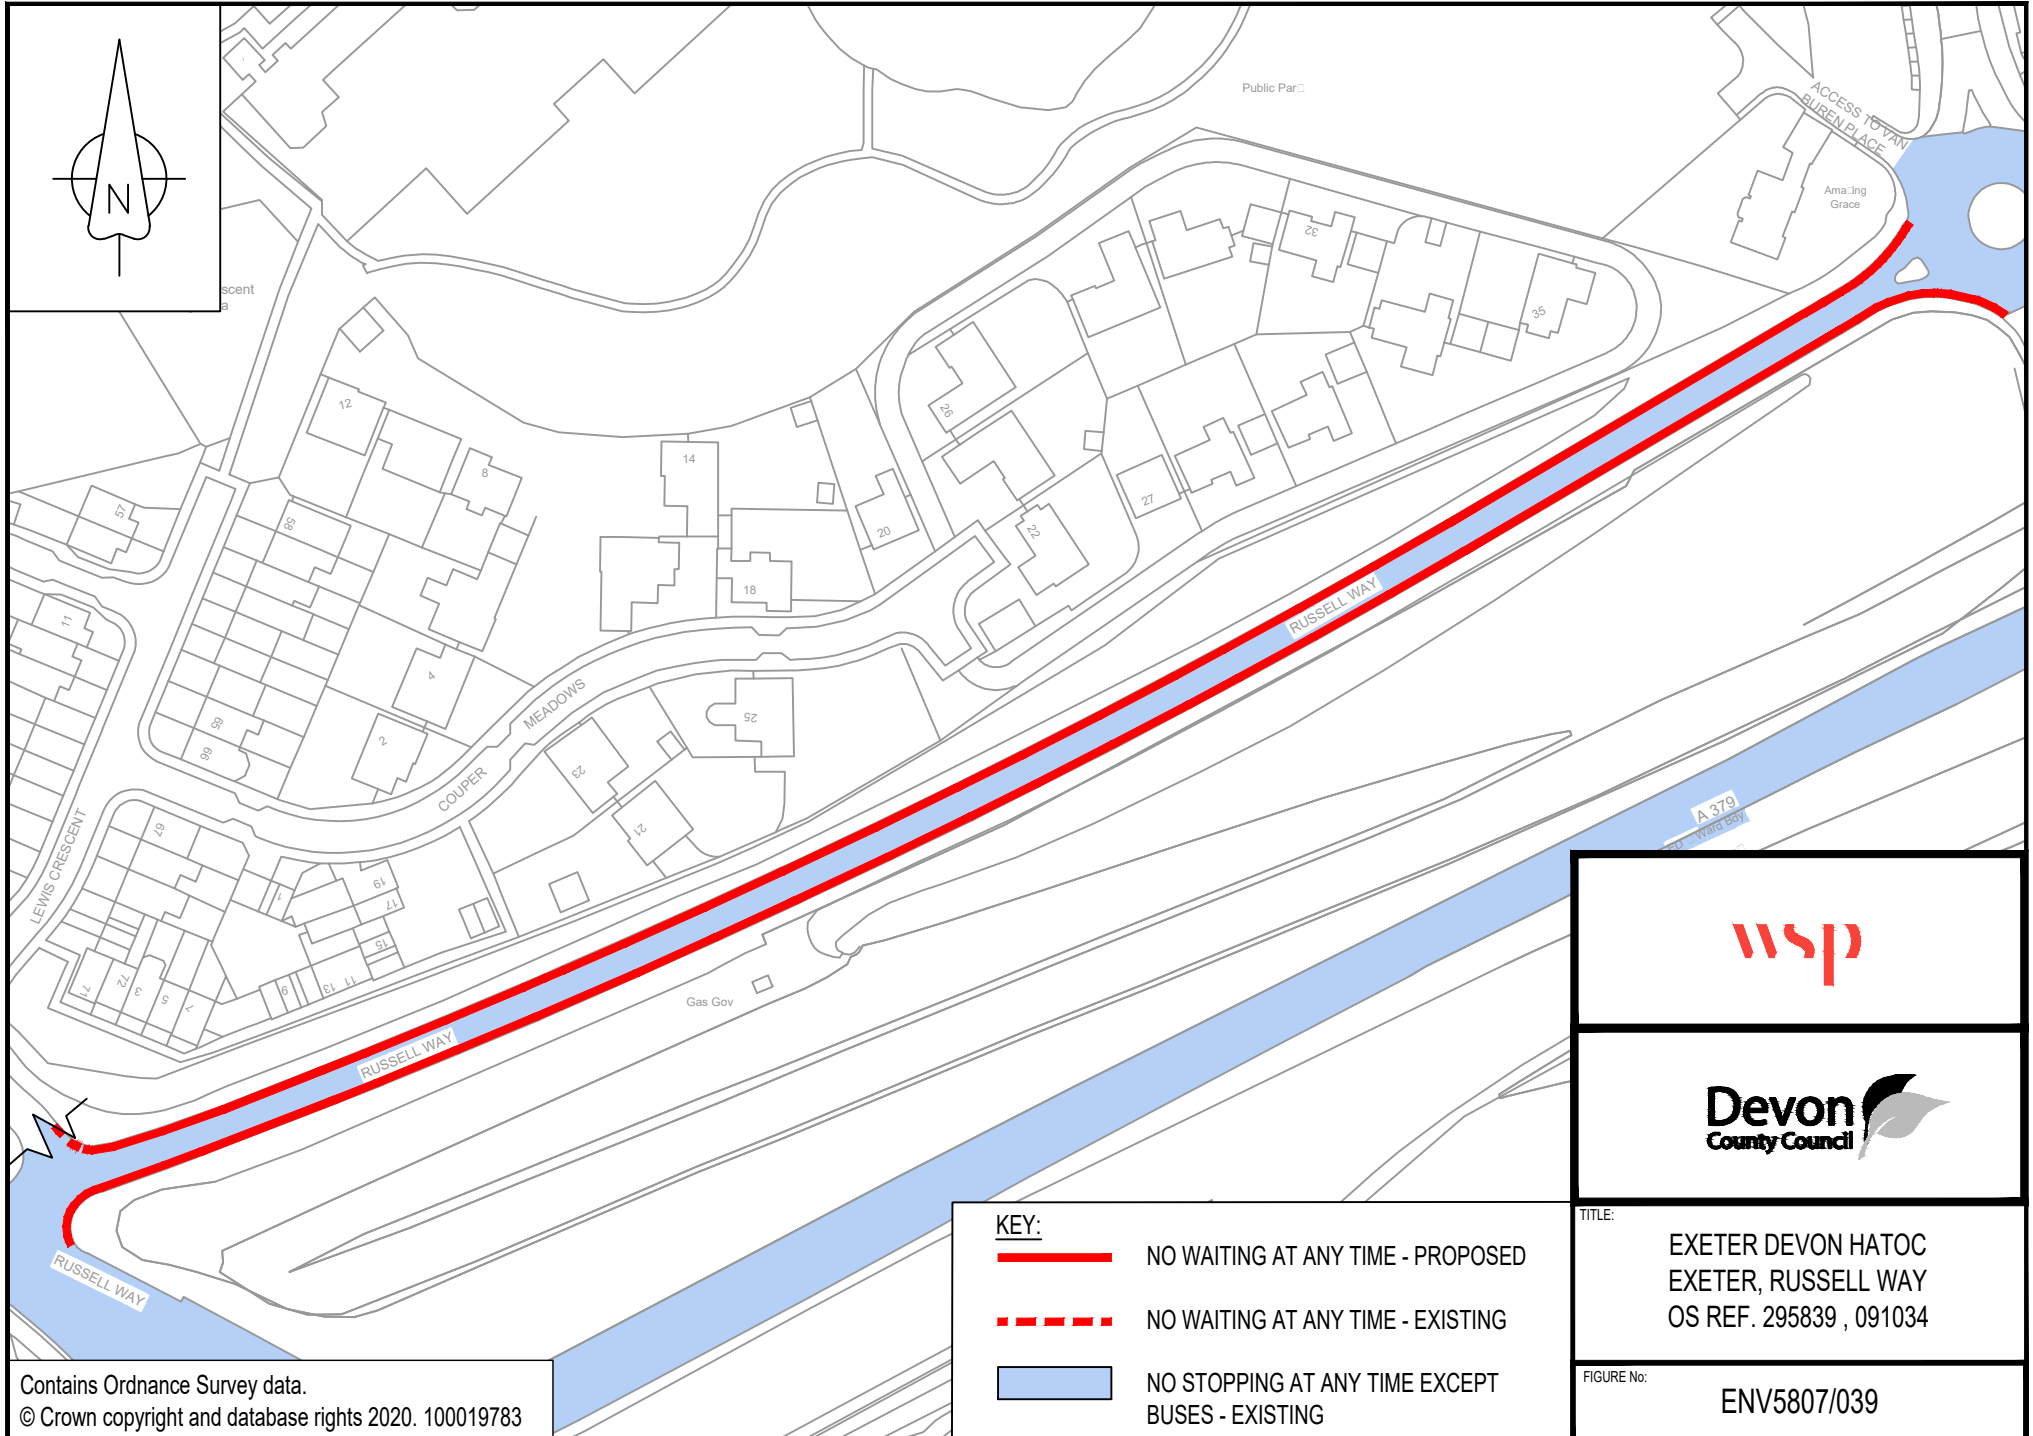 N
Public Par
ACCESS TO VAN
BUREN PLACE
Grace
scent
a
32
35
26
12
14
8
57
58
20
22
27
18
11
4
2
65
66
MEADOWS
COUPER
25
23
21
67
LEWIS CRESCENT
1
19
17
15
11
13
9
71
72
3
5
7
RUSSELL WAY
A 379
Ward Bdy
Gas Gov
RUSSELL WAY
RUSSELL WAY
wsp
Devon
County Council
KEY:
NO WAITING AT ANY TIME - PROPOSED
NO WAITING AT ANY TIME - EXISTING
NO STOPPING AT ANY TIME EXCEPT
BUSES - EXISTING
TITLE:
EXETER DEVON HATOC
EXETER, RUSSELL WAY
OS REF. 295839 , 091034
FIGURE No:
ENV5807/039
Contains Ordnance Survey data.
© Crown copyright and database rights 2020. 100019783